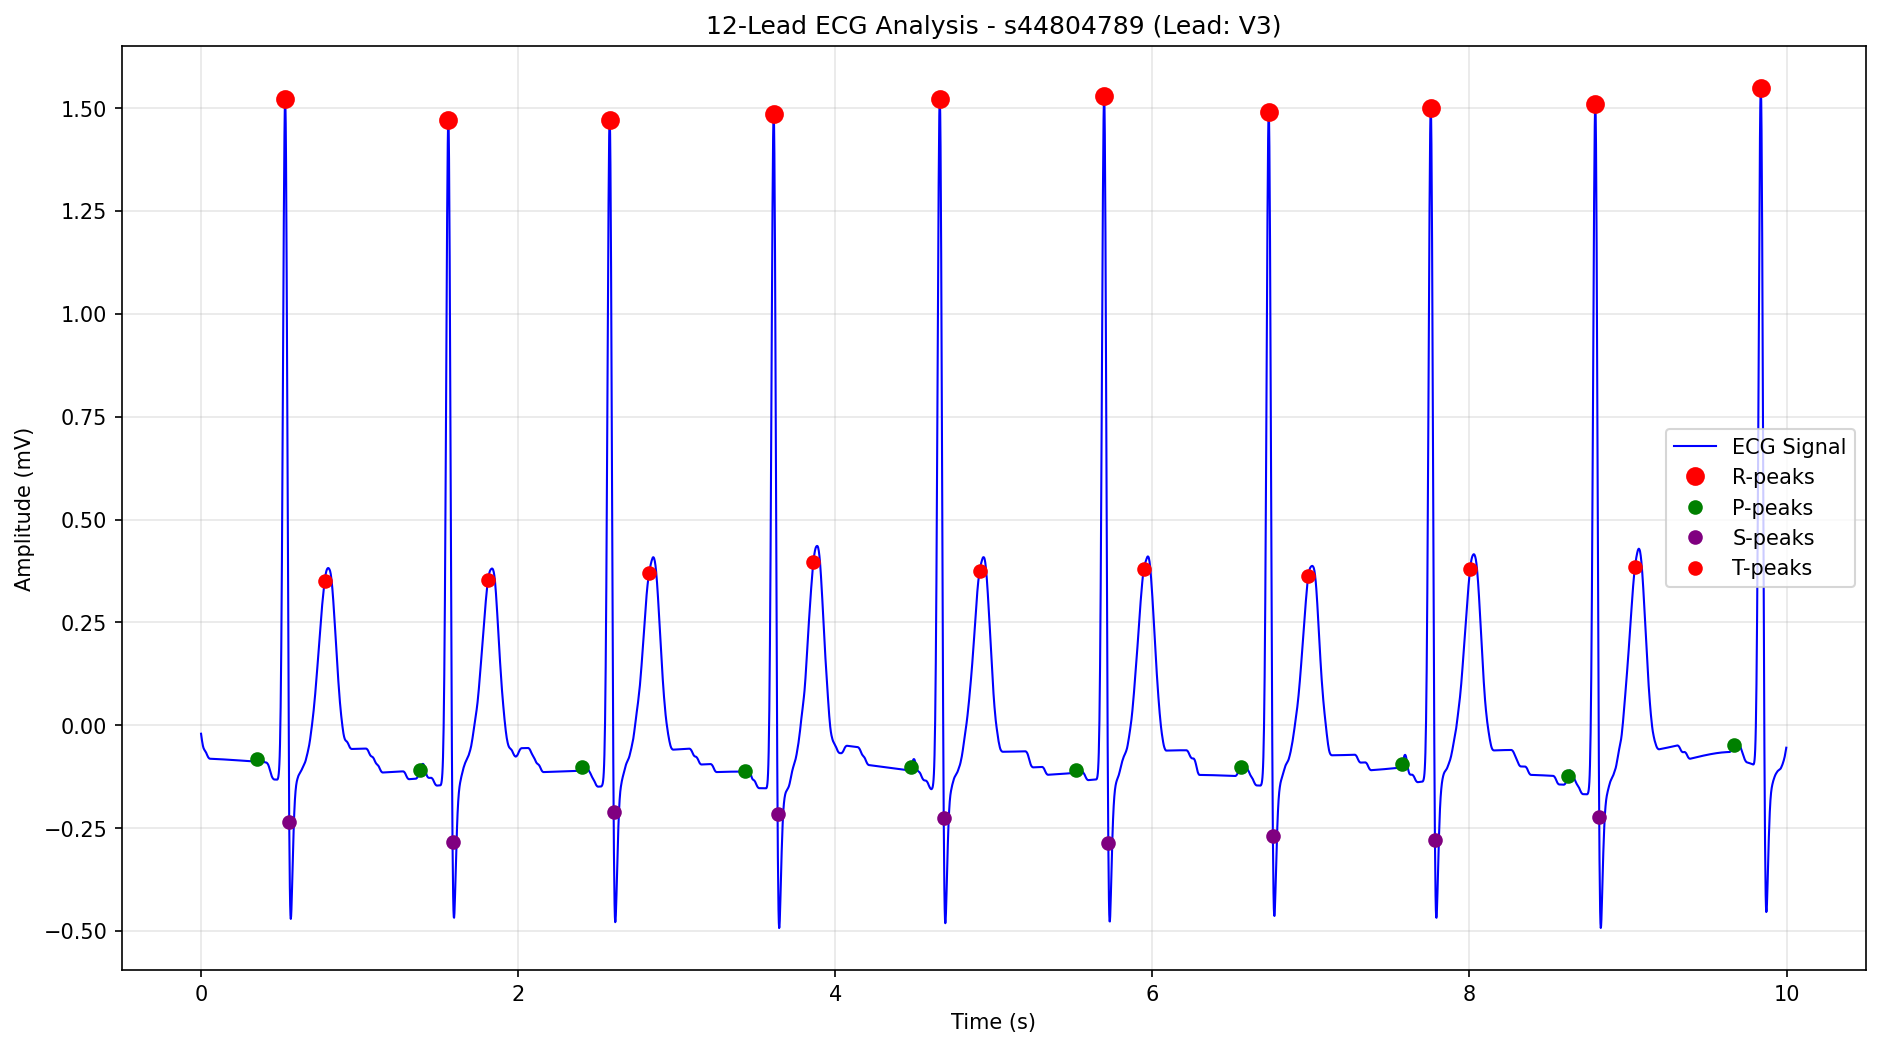 12-Lead ECG Analysis - s44804789 (Lead: V3)
Amplitude (mV)
1.50
1.25
1.00
0.75
0.50
0.25
0.00
−0.25
−0.50
ECG Signal
R-peaks
P-peaks
S-peaks
T-peaks
0 2 4 6 8 10
Time (s)